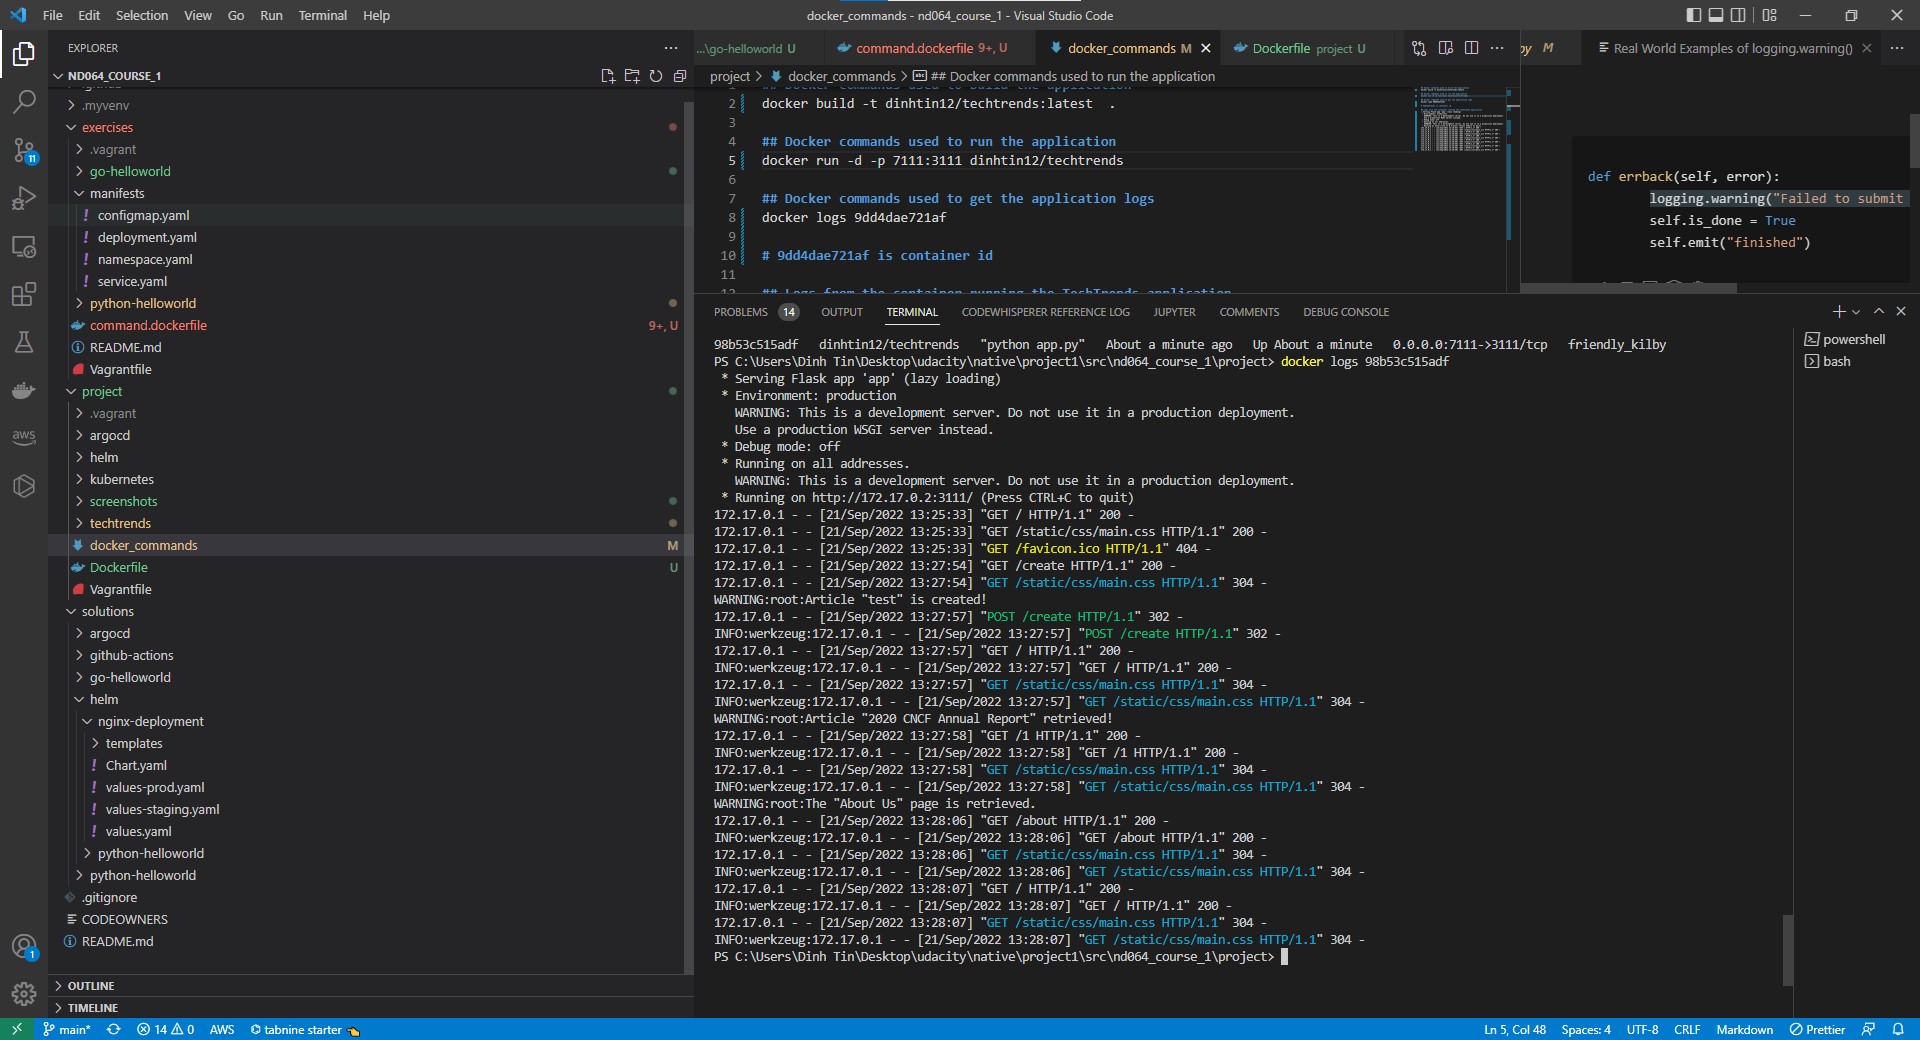 File Edit Selection View Go Run Terminal Help
docker_commands - nd064_course_1 - Visual Studio Code
EXPLORER
ND064_COURSE_1
.myvenv
exercises
.vagrant
go-helloworld
manifests
! configmap.yaml
! deployment.yaml
! namespace.yaml
! service.yaml
python-helloworld
command.dockerfile 9+, U
README.md
Vagrantfile
project
.vagrant
argocd
helm
kubernetes
screenshots
techtrends
docker_commands M
Dockerfile U
Vagrantfile
solutions
argocd
github-actions
go-helloworld
helm
nginx-deployment
templates
! Chart.yaml
! values-prod.yaml
! values-staging.yaml
! values.yaml
python-helloworld
python-helloworld
.gitignore
CODEOWNERS
README.md
OUTLINE
TIMELINE
11
aws
1
...\go-helloworld U
command.dockerfile 9+, U
docker_commands M
Dockerfile project U
py M
Real World Examples of logging.warning()
project > docker_commands > ## Docker commands used to run the application
1 ## Docker commands used to build the application
2 docker build -t dinhtin12/techtrends:latest .
3
4 ## Docker commands used to run the application
5 docker run -d -p 7111:3111 dinhtin12/techtrends
6
7 ## Docker commands used to get the application logs
8 docker logs 9dd4dae721af
9
10 # 9dd4dae721af is container id
11
12 ## Logs from the container running the TechTrends application
def errback(self, error):
logging.warning("Failed to submit
self.is_done = True
self.emit("finished")
PROBLEMS 14 OUTPUT TERMINAL CODEWHISPERER REFERENCE LOG JUPYTER COMMENTS DEBUG CONSOLE
powershell
bash
98b53c515adf dinhtin12/techtrends "python app.py" About a minute ago Up About a minute 0.0.0.0:7111->3111/tcp friendly_kilby
PS C:\Users\Dinh Tin\Desktop\udacity\native\project1\src\nd064_course_1\project> docker logs 98b53c515adf
* Serving Flask app 'app' (lazy loading)
* Environment: production
WARNING: This is a development server. Do not use it in a production deployment.
Use a production WSGI server instead.
* Debug mode: off
* Running on all addresses.
WARNING: This is a development server. Do not use it in a production deployment.
* Running on http://172.17.0.2:3111/ (Press CTRL+C to quit)
172.17.0.1 - - [21/Sep/2022 13:25:33] "GET / HTTP/1.1" 200 -
172.17.0.1 - - [21/Sep/2022 13:25:33] "GET /static/css/main.css HTTP/1.1" 200 -
172.17.0.1 - - [21/Sep/2022 13:25:33] "GET /favicon.ico HTTP/1.1" 404 -
172.17.0.1 - - [21/Sep/2022 13:27:54] "GET /create HTTP/1.1" 200 -
172.17.0.1 - - [21/Sep/2022 13:27:54] "GET /static/css/main.css HTTP/1.1" 304 -
WARNING:root:Article "test" is created!
172.17.0.1 - - [21/Sep/2022 13:27:57] "POST /create HTTP/1.1" 302 -
INFO:werkzeug:172.17.0.1 - - [21/Sep/2022 13:27:57] "POST /create HTTP/1.1" 302 -
172.17.0.1 - - [21/Sep/2022 13:27:57] "GET / HTTP/1.1" 200 -
INFO:werkzeug:172.17.0.1 - - [21/Sep/2022 13:27:57] "GET / HTTP/1.1" 200 -
172.17.0.1 - - [21/Sep/2022 13:27:57] "GET /static/css/main.css HTTP/1.1" 304 -
INFO:werkzeug:172.17.0.1 - - [21/Sep/2022 13:27:57] "GET /static/css/main.css HTTP/1.1" 304 -
WARNING:root:Article "2020 CNCF Annual Report" retrieved!
172.17.0.1 - - [21/Sep/2022 13:27:58] "GET /1 HTTP/1.1" 200 -
INFO:werkzeug:172.17.0.1 - - [21/Sep/2022 13:27:58] "GET /1 HTTP/1.1" 200 -
172.17.0.1 - - [21/Sep/2022 13:27:58] "GET /static/css/main.css HTTP/1.1" 304 -
INFO:werkzeug:172.17.0.1 - - [21/Sep/2022 13:27:58] "GET /static/css/main.css HTTP/1.1" 304 -
WARNING:root:The "About Us" page is retrieved.
172.17.0.1 - - [21/Sep/2022 13:28:06] "GET /about HTTP/1.1" 200 -
INFO:werkzeug:172.17.0.1 - - [21/Sep/2022 13:28:06] "GET /about HTTP/1.1" 200 -
172.17.0.1 - - [21/Sep/2022 13:28:06] "GET /static/css/main.css HTTP/1.1" 304 -
INFO:werkzeug:172.17.0.1 - - [21/Sep/2022 13:28:06] "GET /static/css/main.css HTTP/1.1" 304 -
172.17.0.1 - - [21/Sep/2022 13:28:07] "GET / HTTP/1.1" 200 -
INFO:werkzeug:172.17.0.1 - - [21/Sep/2022 13:28:07] "GET / HTTP/1.1" 200 -
172.17.0.1 - - [21/Sep/2022 13:28:07] "GET /static/css/main.css HTTP/1.1" 304 -
INFO:werkzeug:172.17.0.1 - - [21/Sep/2022 13:28:07] "GET /static/css/main.css HTTP/1.1" 304 -
PS C:\Users\Dinh Tin\Desktop\udacity\native\project1\src\nd064_course_1\project>
main* 14 0 AWS tabnine starter
Ln 5, Col 48 Spaces: 4 UTF-8 CRLF Markdown Prettier